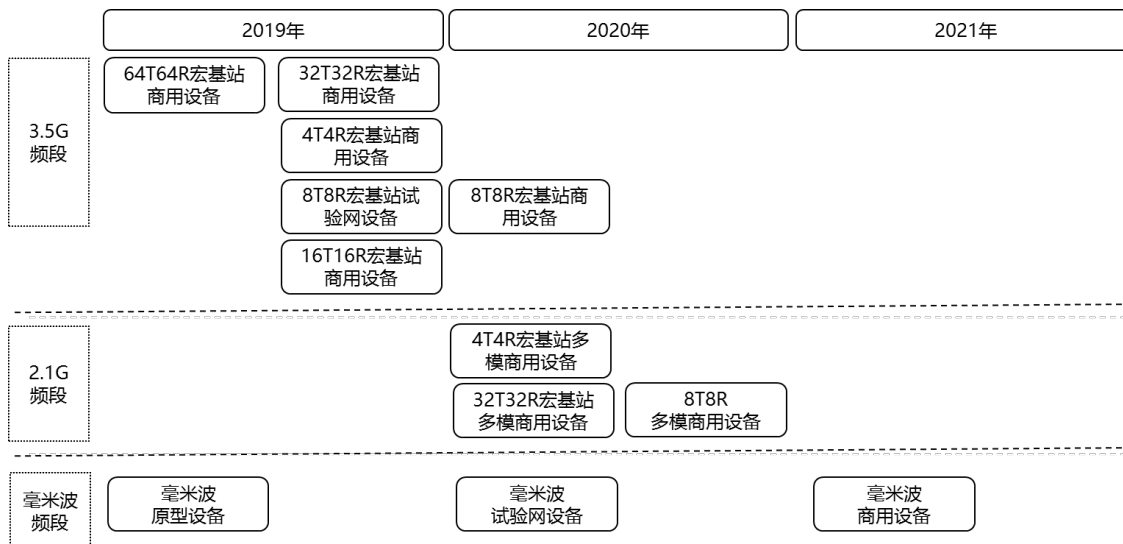 2019年
2020年
2021年
3.5G
频段
64T64R宏基站
商用设备
32T32R宏基站
商用设备
4T4R宏基站商
用设备
8T8R宏基站试
验网设备
8T8R宏基站商
用设备
16T16R宏基站
商用设备
2.1G
频段
4T4R宏基站多
模商用设备
32T32R宏基站
多模商用设备
8T8R
多模商用设备
毫米波
频段
毫米波
原型设备
毫米波
试验网设备
毫米波
商用设备